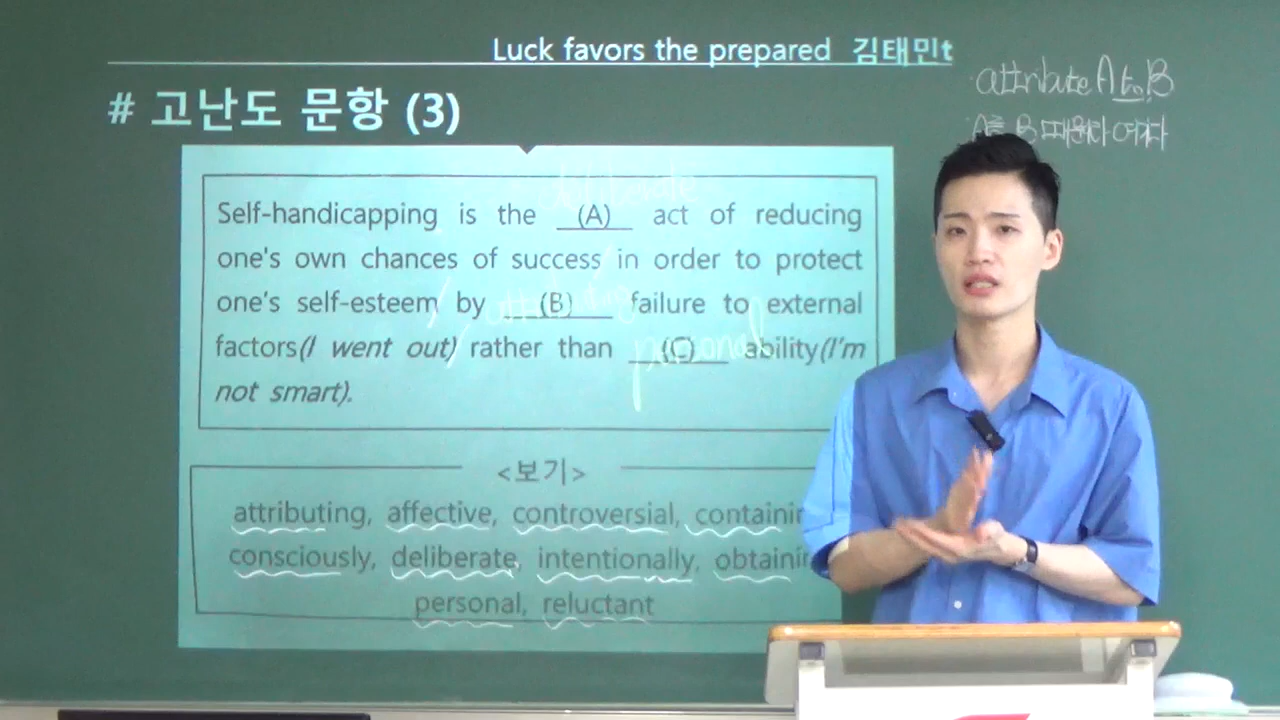 Luck favors the prepared 김태민t
# 고난도 문항 (3)
attribute A to B
A를 B 때문이라 여기다
deliberate
Self-handicapping is the (A) act of reducing
one's own chances of success in order to protect
attributing
one's self-esteem by (B) failure to external
personal
factors(I went out) rather than (C) ability(I'm
not smart).
<보기>
attributing, affective, controversial,
consciously, deliberate, intentionally,
personal, reluctant